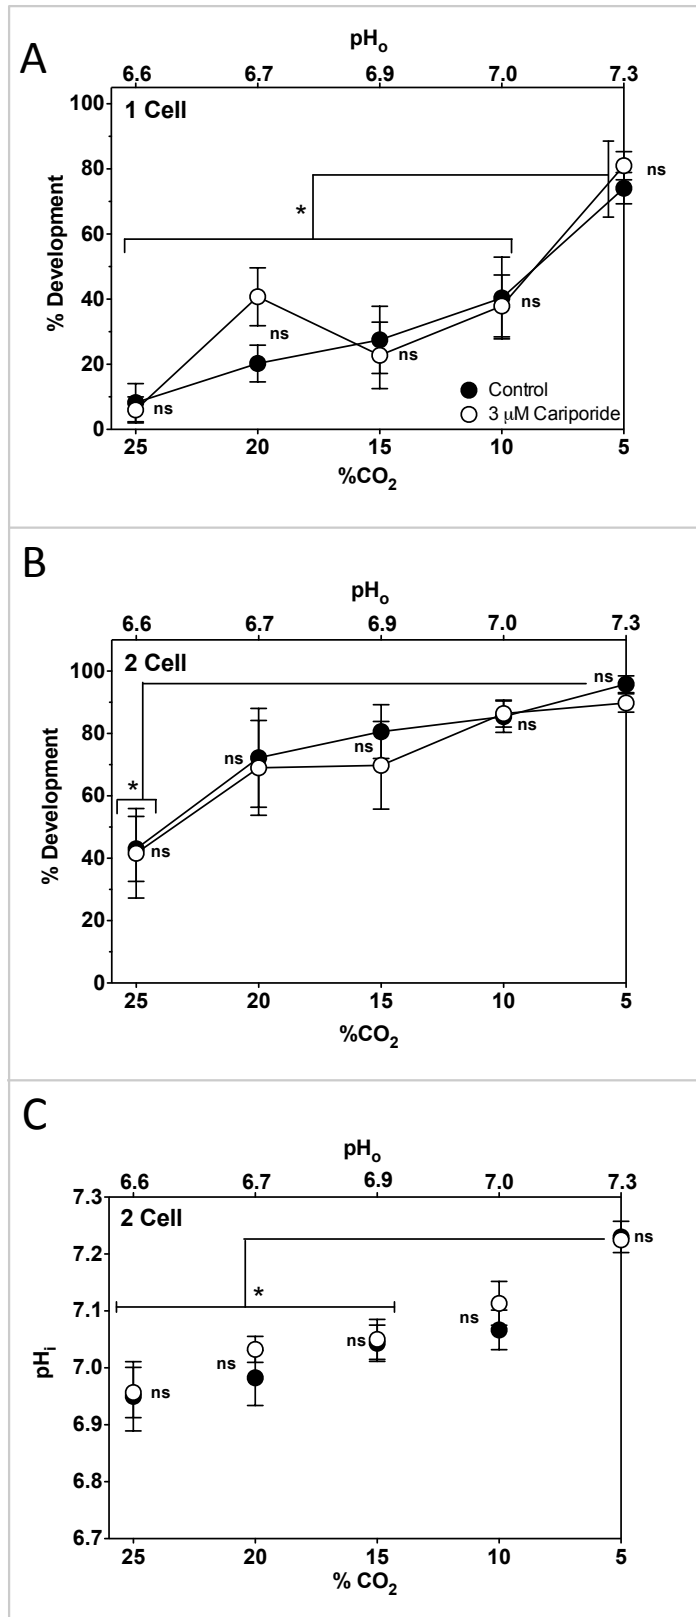 A
pHₒ
6.6 6.7 6.9 7.0 7.3
1 Cell
100
80
60
40
20
0
% Development
*
ns
ns
ns
ns
ns
Control
3 μM Cariporide
25 20 15 10 5
%CO₂
B
pHₒ
6.6 6.7 6.9 7.0 7.3
2 Cell
100
80
60
40
20
0
% Development
*
ns
ns
ns
ns
ns
25 20 15 10 5
%CO₂
C
pHₒ
6.6 6.7 6.9 7.0 7.3
2 Cell
7.3
7.2
7.1
7.0
6.9
6.8
6.7
pHᵢ
*
ns
ns
ns
ns
ns
25 20 15 10 5
% CO₂